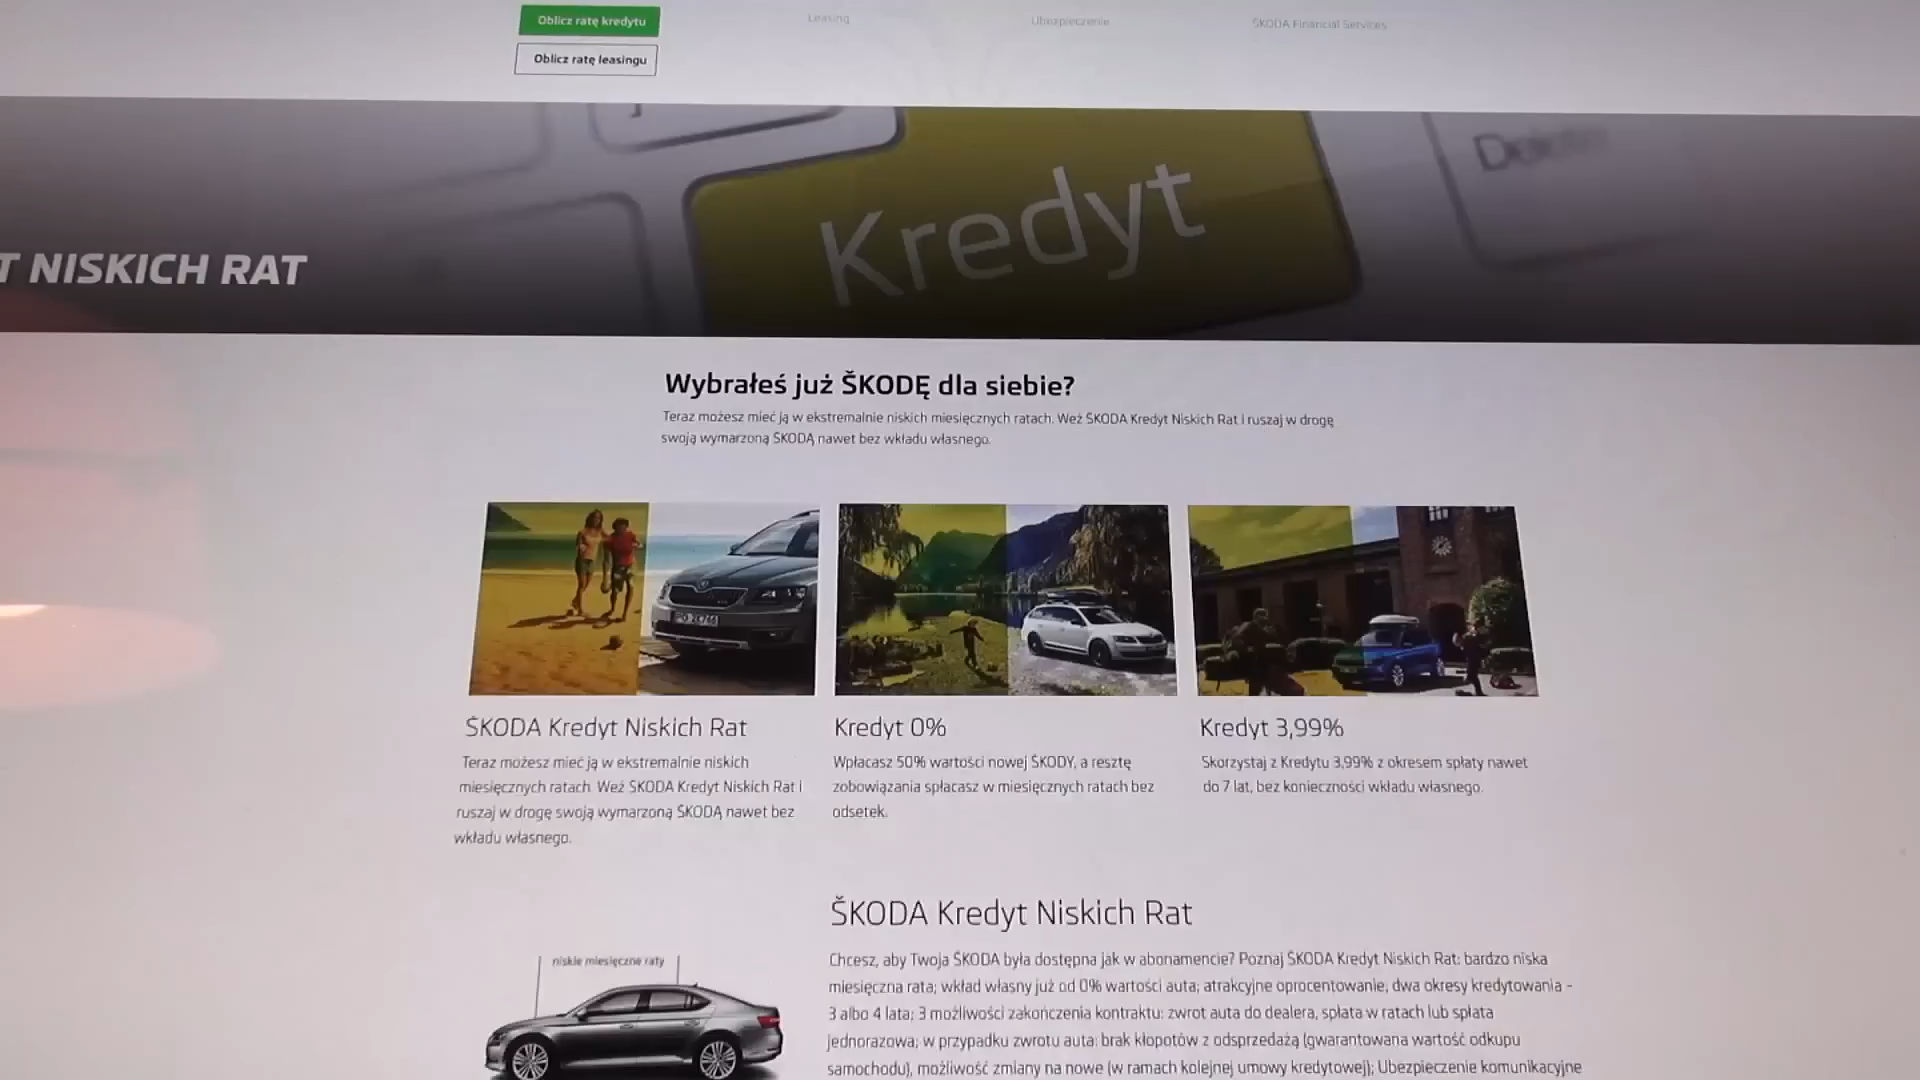 Oblicz ratę kredytu
Leasing
Ubezpieczenie
ŠKODA Financial Services
Oblicz ratę leasingu
Kredyt
T NISKICH RAT
Wybrałeś już ŠKODĘ dla siebie?
Teraz możesz mieć ją w ekstremalnie niskich miesięcznych ratach. Weź ŠKODA Kredyt Niskich Rat i ruszaj w drogę
swoją wymarzoną ŠKODĄ nawet bez wkładu własnego.
ŠKODA Kredyt Niskich Rat
Teraz możesz mieć ją w ekstremalnie niskich
miesięcznych ratach. Weź ŠKODA Kredyt Niskich Rat i
ruszaj w drogę swoją wymarzoną ŠKODĄ nawet bez
wkładu własnego.
Kredyt 0%
Wpłacasz 50% wartości nowej ŠKODY, a resztę
zobowiązania spłacasz w miesięcznych ratach bez
odsetek.
Kredyt 3,99%
Skorzystaj z Kredytu 3,99% z okresem spłaty nawet
do 7 lat, bez konieczności wkładu własnego.
niskie miesięczne raty
ŠKODA Kredyt Niskich Rat
Chcesz, aby Twoja ŠKODA była dostępna jak w abonamencie? Poznaj ŠKODA Kredyt Niskich Rat: bardzo niska
miesięczna rata; wkład własny już od 0% wartości auta; atrakcyjne oprocentowanie, dwa okresy kredytowania –
3 albo 4 lata; 3 możliwości zakończenia kontraktu: zwrot auta do dealera, spłata w ratach lub spłata
jednorazowa; w przypadku zwrotu auta: brak kłopotów z odsprzedażą (gwarantowana wartość odkupu
samochodu), możliwość zmiany na nowe (w ramach kolejnej umowy kredytowej); Ubezpieczenie komunikacyjne